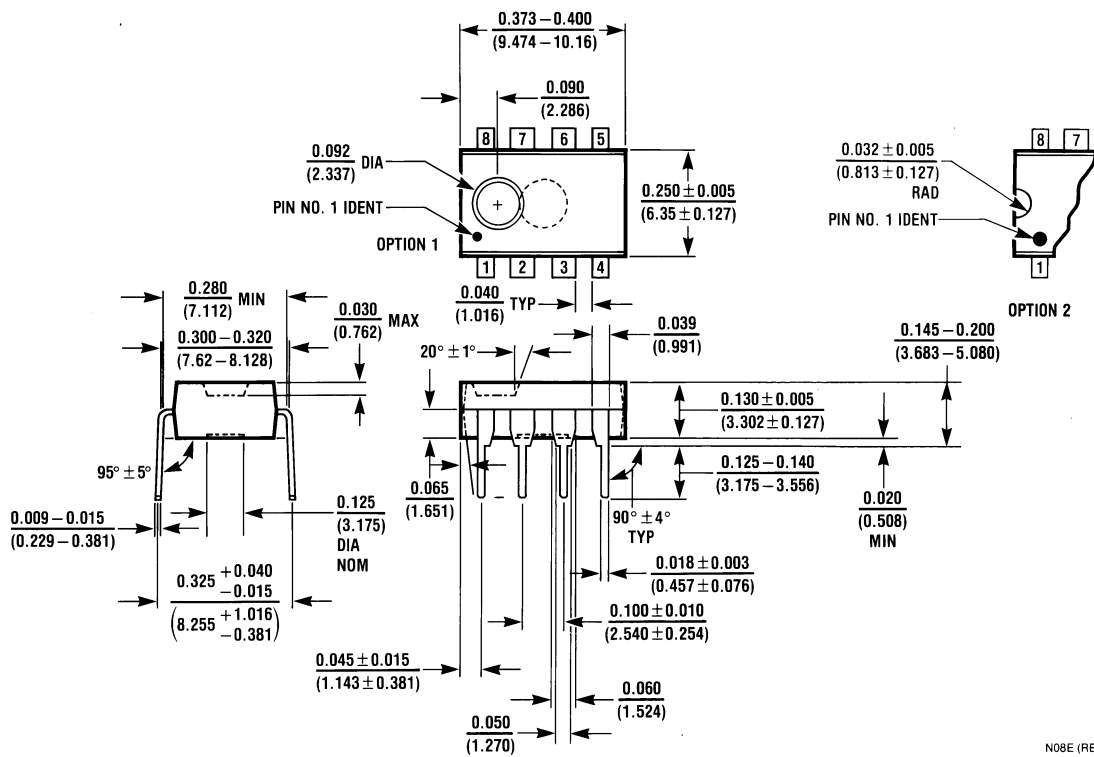 0.373 – 0.400
(9.474 – 10.16)
0.090
(2.286)
8 7 6 5
0.092 DIA
(2.337)
PIN NO. 1 IDENT
OPTION 1
0.250 ± 0.005
(6.35 ± 0.127)
1 2 3 4
8 7
0.032 ± 0.005
(0.813 ± 0.127)
RAD
PIN NO. 1 IDENT
1
OPTION 2
0.280 MIN
(7.112)
0.030 MAX
(0.762)
0.300 – 0.320
(7.62 – 8.128)
0.040 TYP
(1.016)
0.039
(0.991)
0.145 – 0.200
(3.683 – 5.080)
20° ± 1°
0.130 ± 0.005
(3.302 ± 0.127)
95° ± 5°
0.065
(1.651)
0.125 – 0.140
(3.175 – 3.556)
0.020
(0.508)
MIN
90° ± 4°
TYP
0.009 – 0.015
(0.229 – 0.381)
0.125
(3.175)
DIA
NOM
0.325 +0.040
–0.015
(8.255 +1.016
–0.381)
0.018 ± 0.003
(0.457 ± 0.076)
0.100 ± 0.010
(2.540 ± 0.254)
0.045 ± 0.015
(1.143 ± 0.381)
0.060
(1.524)
0.050
(1.270)
N08E (RE